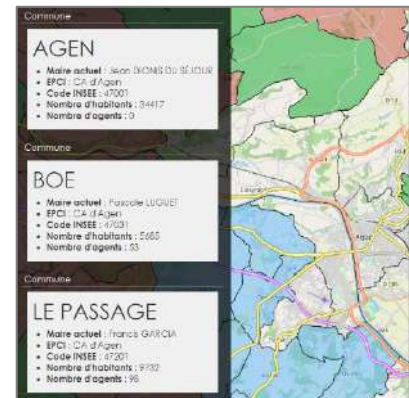 Commune
AGEN
• Maire actuel : Jean DIONIS DU SÉJOUR
• EPCI : CA d'Agen
• Code INSEE : 47001
• Nombre d'habitants : 34417
• Nombre d'agents : 0
Commune
BOE
• Maire actuel : Pascale LUGUET
• EPCI : CA d'Agen
• Code INSEE : 47031
• Nombre d'habitants : 5685
• Nombre d'agents : 53
Commune
LE PASSAGE
• Maire actuel : Francis GARCIA
• EPCI : CA d'Agen
• Code INSEE : 47201
• Nombre d'habitants : 9732
• Nombre d'agents : 98
Agen